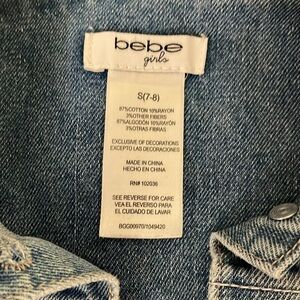 bebe
girls
S(7-8)
87%COTTON 10%RAYON
3%OTHER FIBERS
87%ALGODÓN 10%RAYÓN
3%OTRAS FIBRAS
EXCLUSIVE OF DECORATIONS
EXCEPTO LAS DECORACIONES
MADE IN CHINA
HECHO EN CHINA
RN# 102036
SEE REVERSE FOR CARE
VEA EL REVERSO PARA
EL CUIDADO DE LAVAR
BGG00970/1049420